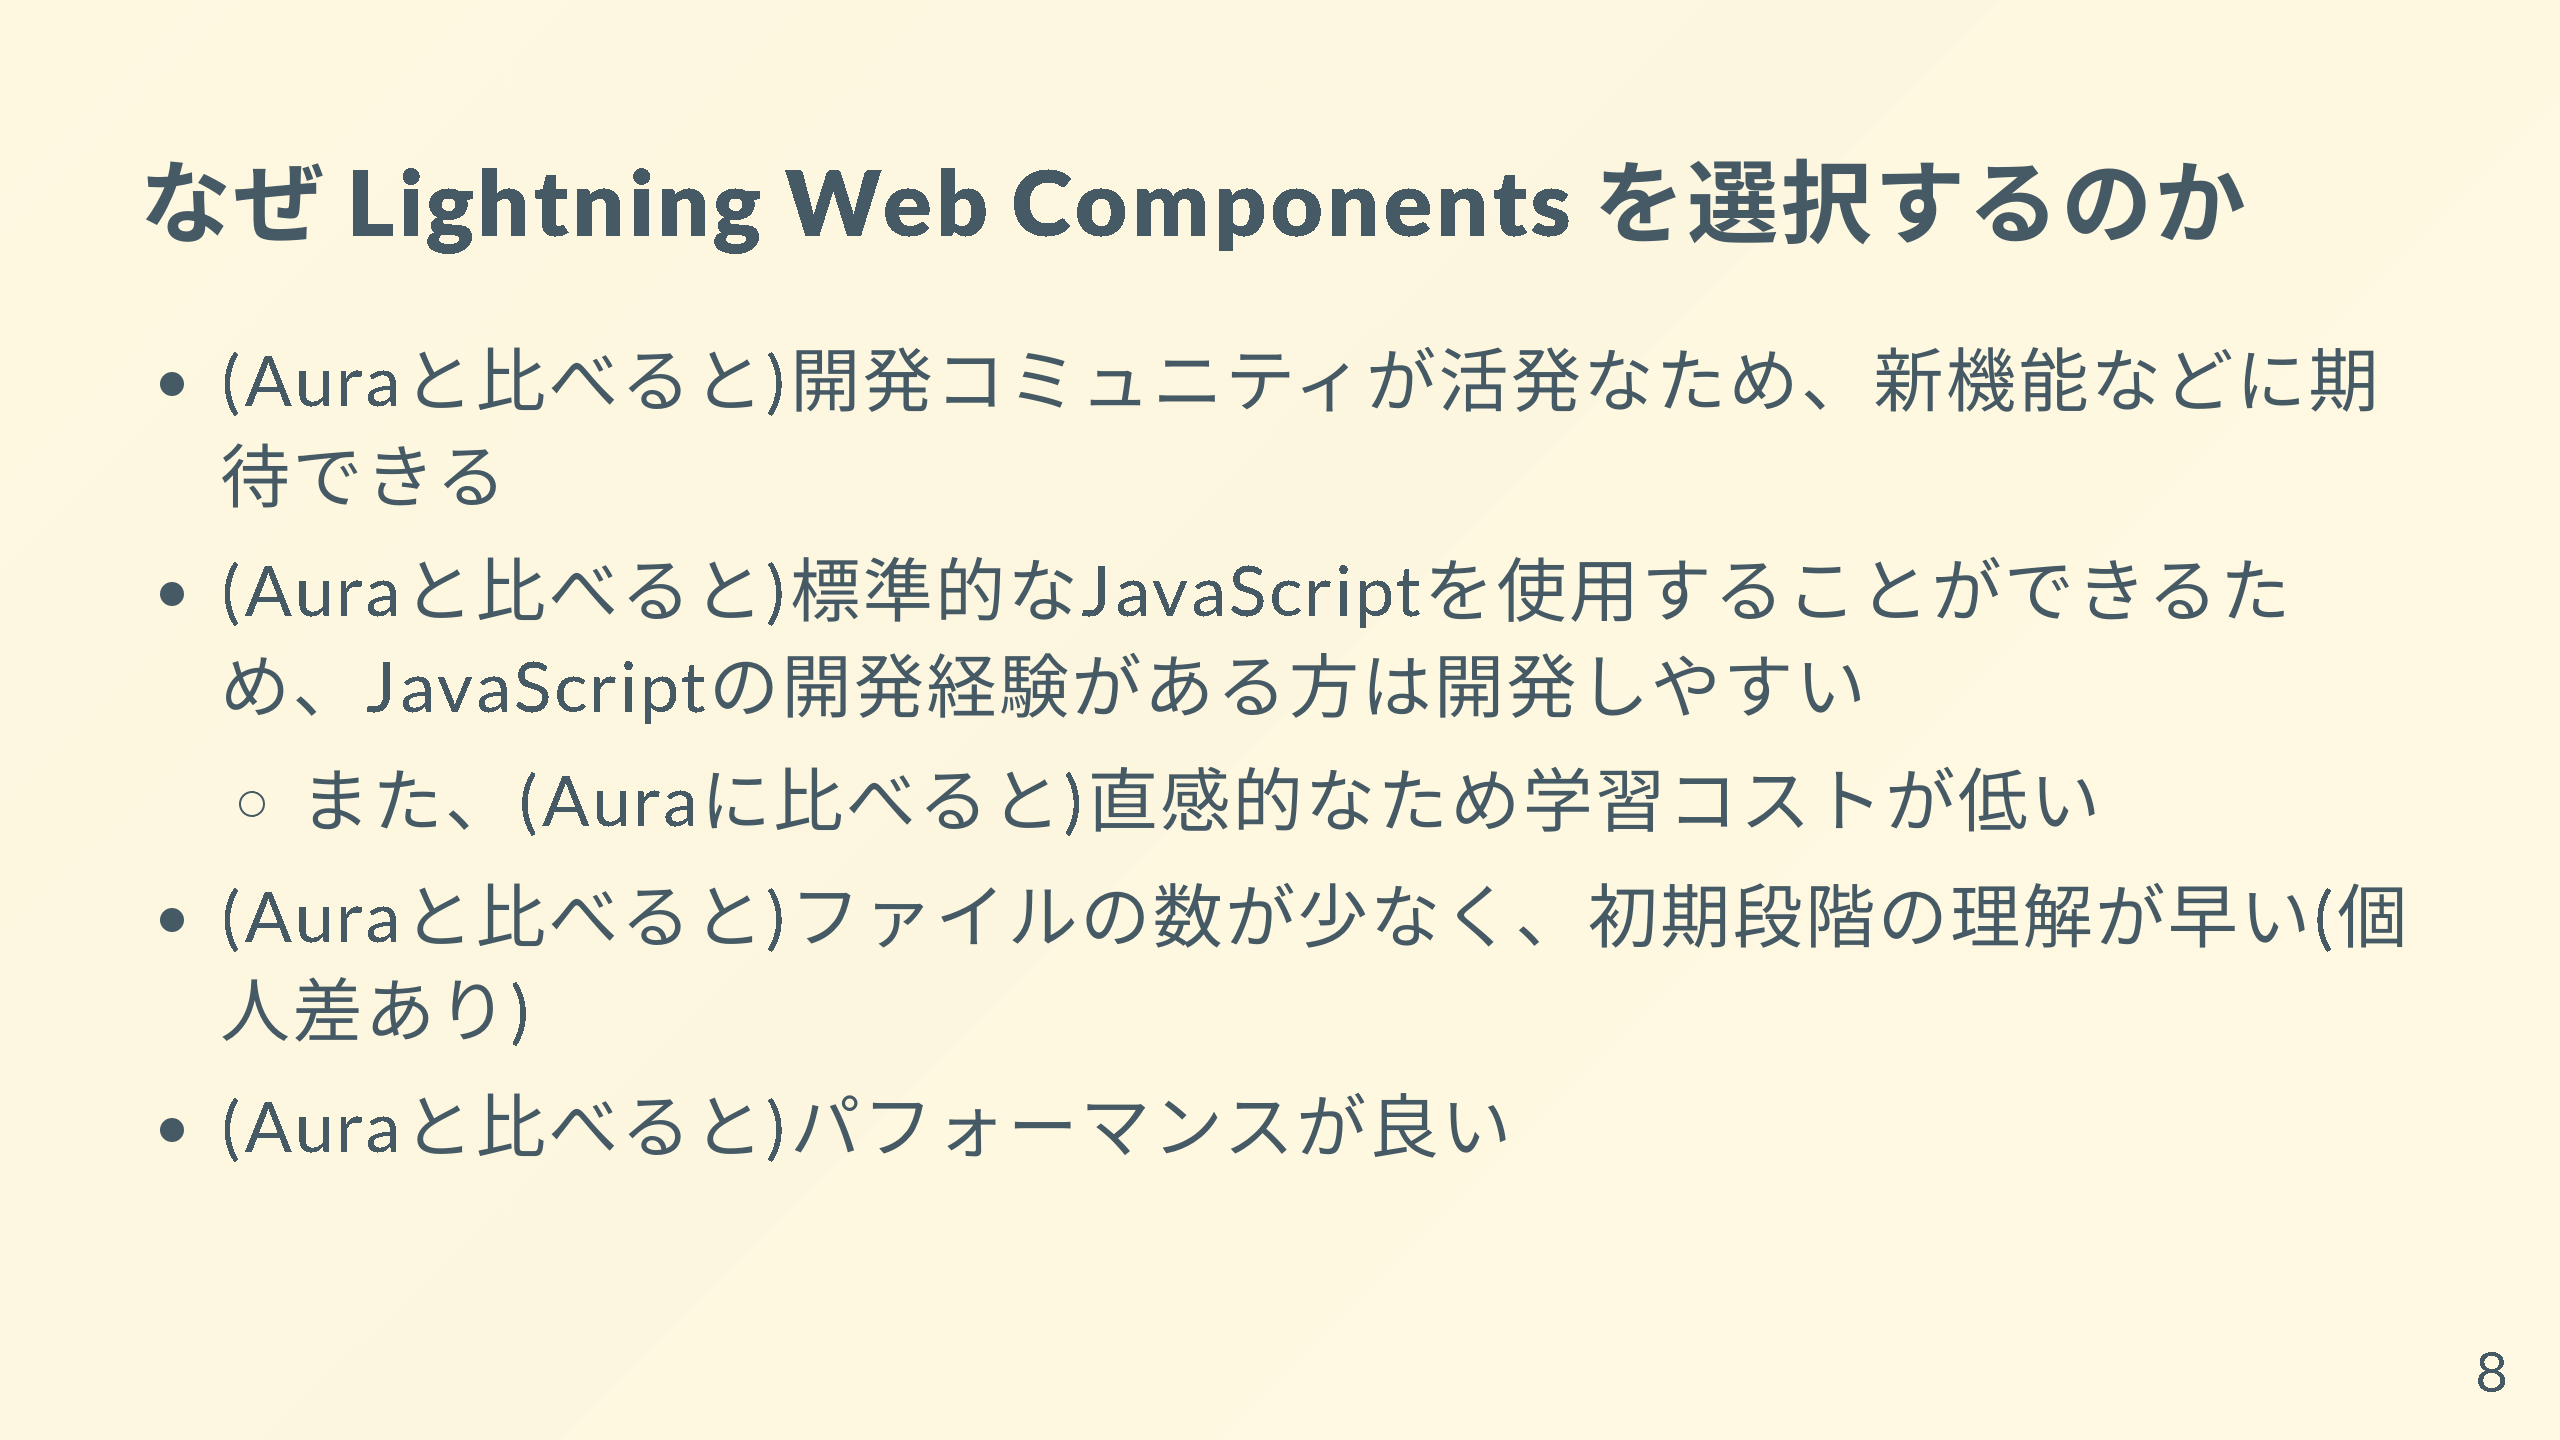 なぜ Lightning Web Components を選択するのか
• (Auraと比べると)開発コミュニティが活発なため、新機能などに期
待できる
• (Auraと比べると)標準的なJavaScriptを使用することができるた
め、JavaScriptの開発経験がある方は開発しやすい
○ また、(Auraに比べると)直感的なため学習コストが低い
• (Auraと比べると)ファイルの数が少なく、初期段階の理解が早い(個
人差あり)
• (Auraと比べると)パフォーマンスが良い
8